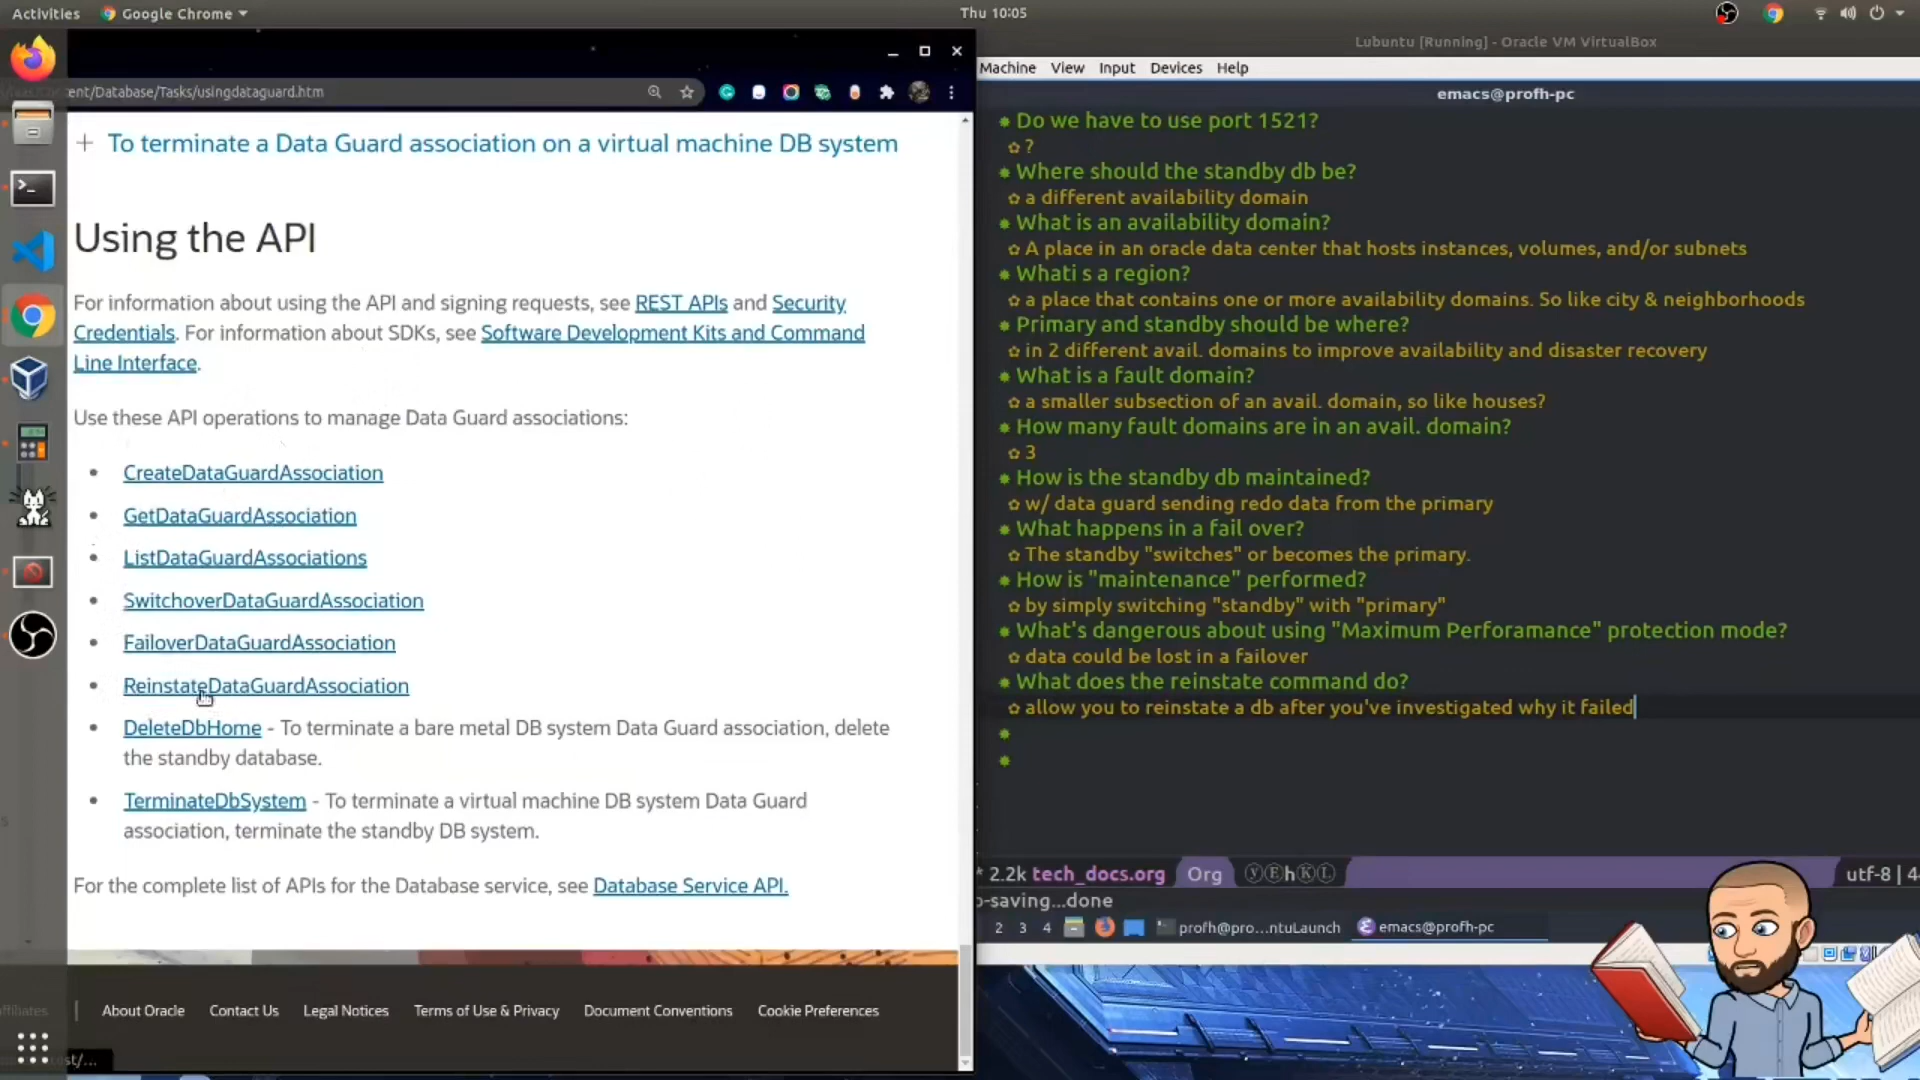 Activities
Google Chrome
Thu 10:05
Lubuntu [Running] - Oracle VM VirtualBox
ent/Database/Tasks/usingdataguard.htm
Machine View Input Devices Help
emacs@profh-pc
To terminate a Data Guard association on a virtual machine DB system
Using the API
For information about using the API and signing requests, see REST APIs and Security
Credentials. For information about SDKs, see Software Development Kits and Command
Line Interface.
Use these API operations to manage Data Guard associations:
CreateDataGuardAssociation
GetDataGuardAssociation
ListDataGuardAssociations
SwitchoverDataGuardAssociation
FailoverDataGuardAssociation
ReinstateDataGuardAssociation
DeleteDbHome - To terminate a bare metal DB system Data Guard association, delete
the standby database.
TerminateDbSystem - To terminate a virtual machine DB system Data Guard
association, terminate the standby DB system.
For the complete list of APIs for the Database service, see Database Service API.
About Oracle Contact Us Legal Notices Terms of Use & Privacy Document Conventions Cookie Preferences
Do we have to use port 1521?
?
Where should the standby db be?
a different availability domain
What is an availability domain?
A place in an oracle data center that hosts instances, volumes, and/or subnets
Whati s a region?
a place that contains one or more availability domains. So like city & neighborhoods
Primary and standby should be where?
in 2 different avail. domains to improve availability and disaster recovery
What is a fault domain?
a smaller subsection of an avail. domain, so like houses?
How many fault domains are in an avail. domain?
3
How is the standby db maintained?
w/ data guard sending redo data from the primary
What happens in a fail over?
The standby "switches" or becomes the primary.
How is "maintenance" performed?
by simply switching "standby" with "primary"
What's dangerous about using "Maximum Perforamance" protection mode?
data could be lost in a failover
What does the reinstate command do?
allow you to reinstate a db after you've investigated why it failed
* 2.2k tech_docs.org Org utf-8 | 4
o-saving...done
2 3 4 profh@pro...ntuLaunch emacs@profh-pc